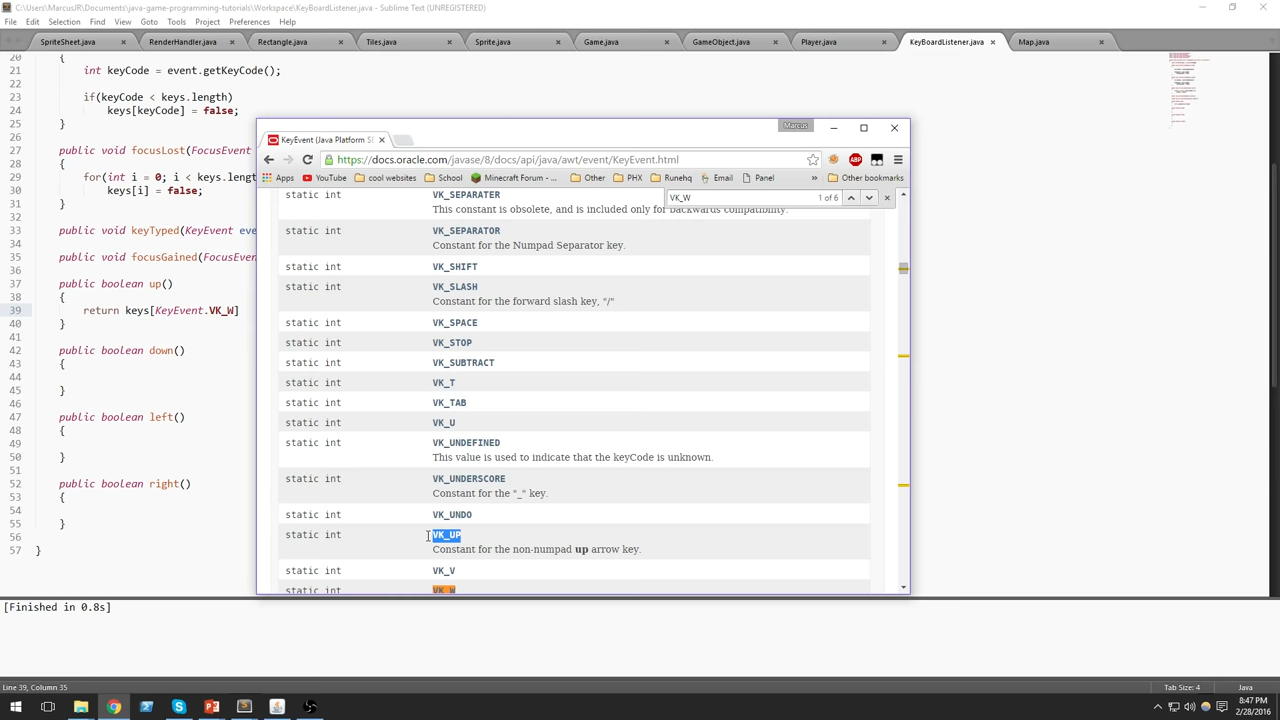 C:\Users\MarcusJR\Desktop\java-game-programming-tutorials\Workspace\KeyBoardListener.java - Sublime Text (UNREGISTERED)
File Edit Selection Find View Goto Tools Project Preferences Help
SpriteSheet.java RenderHandler.java Rectangle.java Tiles.java Sprite.java Game.java GameObject.java Player.java KeyBoardListener.java Map.java
20 {
21 int keyCode = event.getKeyCode();
22
23 if(keyCode < keys.length)
24 keys[keyCode] = false;
25 }
26
27 public void focusLost(FocusEvent
28 {
29 for(int i = 0; i < keys.leng
30 keys[i] = false;
31 }
32
33 public void keyTyped(KeyEvent eve
34
35 public void focusGained(FocusEven
36
37 public boolean up()
38 {
39 return keys[KeyEvent.VK_W]
40 }
41
42 public boolean down()
43 {
44
45 }
46
47 public boolean left()
48 {
49
50 }
51
52 public boolean right()
53 {
54
55 }
56
57 }
Marcus
KeyEvent (Java Platform SE
https://docs.oracle.com/javase/8/docs/api/java/awt/event/KeyEvent.html
ABP
Apps YouTube cool websites School Minecraft Forum - ... Other PHX Runehq Email Panel » Other bookmarks
VK_W 1 of 6
static int VK_SEPARATER
This constant is obsolete, and is included only for backwards compatibility.
static int VK_SEPARATOR
Constant for the Numpad Separator key.
static int VK_SHIFT
static int VK_SLASH
Constant for the forward slash key, "/"
static int VK_SPACE
static int VK_STOP
static int VK_SUBTRACT
static int VK_T
static int VK_TAB
static int VK_U
static int VK_UNDEFINED
This value is used to indicate that the keyCode is unknown.
static int VK_UNDERSCORE
Constant for the "_" key.
static int VK_UNDO
static int VK_UP
Constant for the non-numpad up arrow key.
static int VK_V
static int VK_W
[Finished in 0.8s]
Line 39, Column 35 Tab Size: 4 Java
8:47 PM
2/28/2016